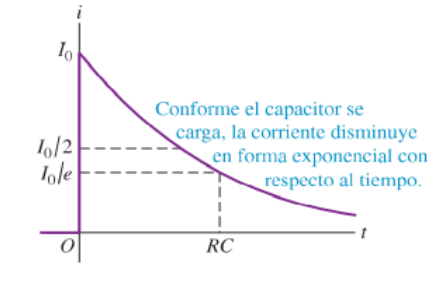 i
I₀
Conforme el capacitor se
carga, la corriente disminuye
I₀/2
en forma exponencial con
I₀/e
respecto al tiempo.
O
RC
t